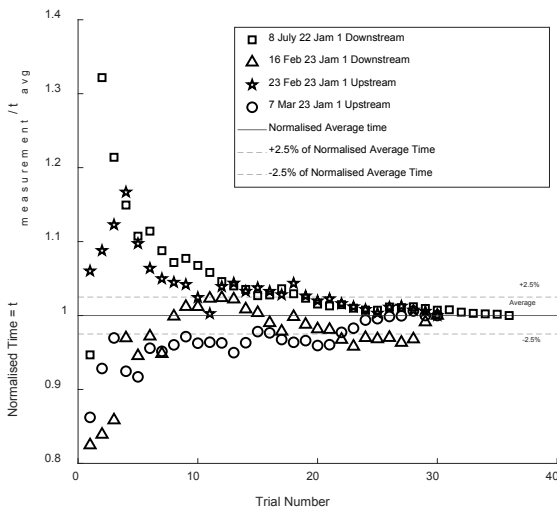 1.4
1.3
1.2
1.1
1
0.9
0.8
Normalised Time = t measurement / t avg
8 July 22 Jam 1 Downstream
16 Feb 23 Jam 1 Downstream
23 Feb 23 Jam 1 Upstream
7 Mar 23 Jam 1 Upstream
Normalised Average time
+2.5% of Normalised Average Time
-2.5% of Normalised Average Time
+2.5%
Average
-2.5%
0 10 20 30 40
Trial Number